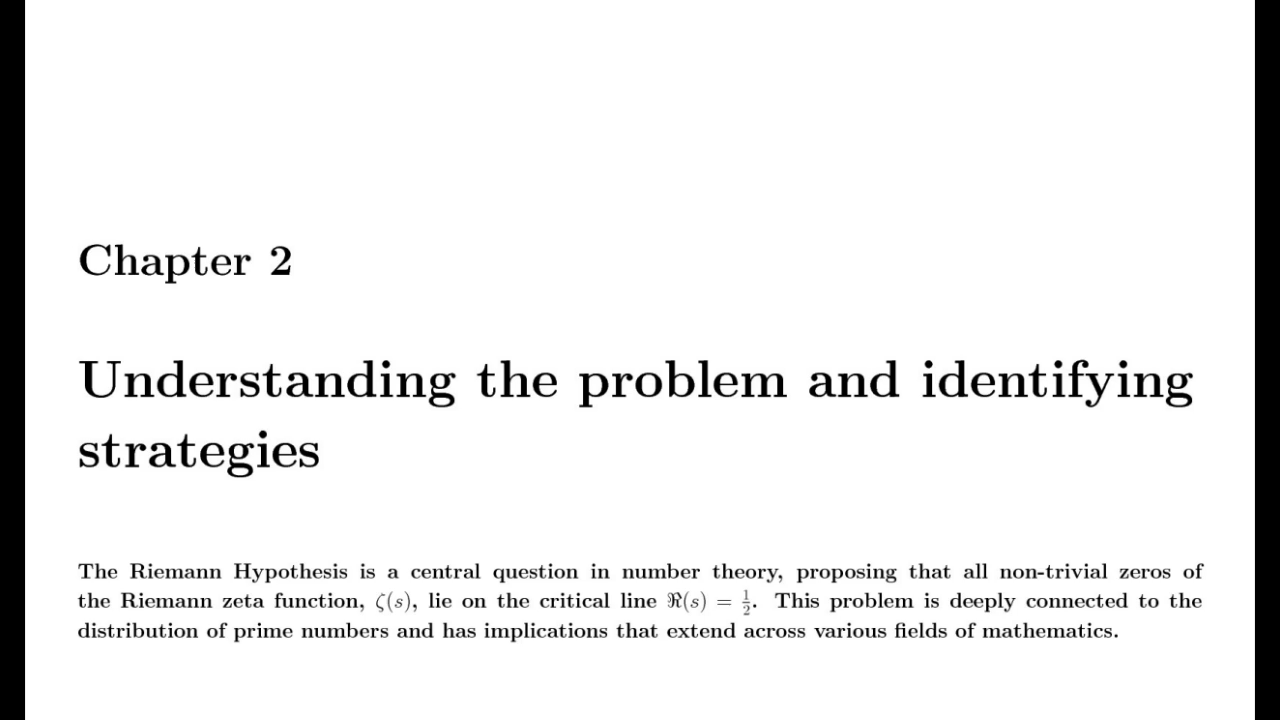 Chapter 2
Understanding the problem and identifying
strategies
The Riemann Hypothesis is a central question in number theory, proposing that all non-trivial zeros of
the Riemann zeta function, ζ(s), lie on the critical line ℜ(s) = 1/2. This problem is deeply connected to the
distribution of prime numbers and has implications that extend across various fields of mathematics.